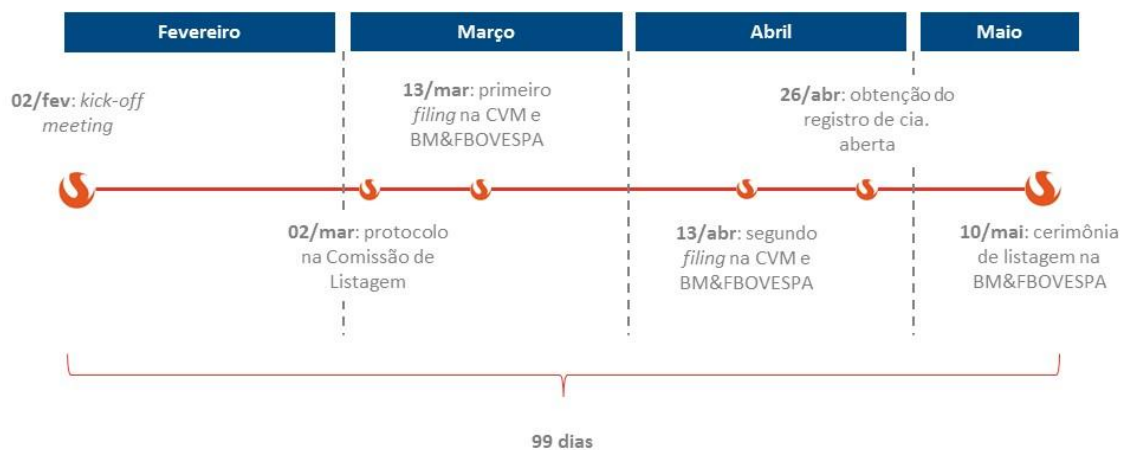 Fevereiro
Março
Abril
Maio
02/fev: kick-off
meeting
13/mar: primeiro
filing na CVM e
BM&FBOVESPA
26/abr: obtenção do
registro de cia.
aberta
02/mar: protocolo
na Comissão de
Listagem
13/abr: segundo
filing na CVM e
BM&FBOVESPA
10/mai: cerimônia
de listagem na
BM&FBOVESPA
99 dias